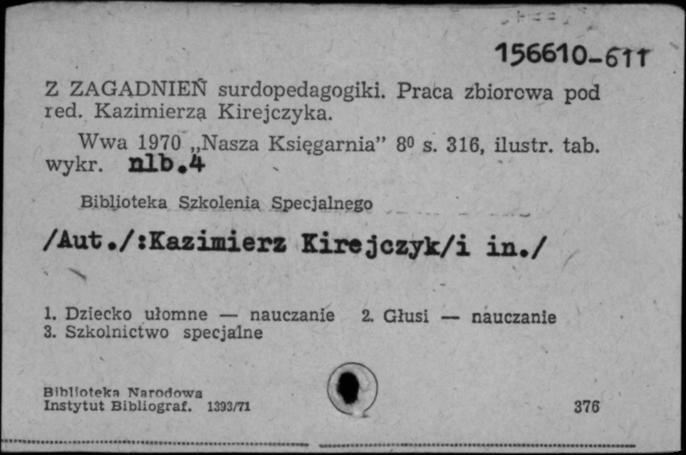 156610-611
Z ZAGADNIEŃ surdopedagogiki. Praca zbiorowa pod
red. Kazimierza Kirejczyka.
Wwa 1970 „Nasza Księgarnia” 8⁰ s. 316, ilustr. tab.
wykr. nlb.4
Biblioteka Szkolenia Specjalnego
/Aut./:Kazimierz Kirejczyk/i in./
1. Dziecko ułomne — nauczanie 2. Głusi — nauczanie
3. Szkolnictwo specjalne
Biblioteka Narodowa
Instytut Bibliograf. 1393/71 376